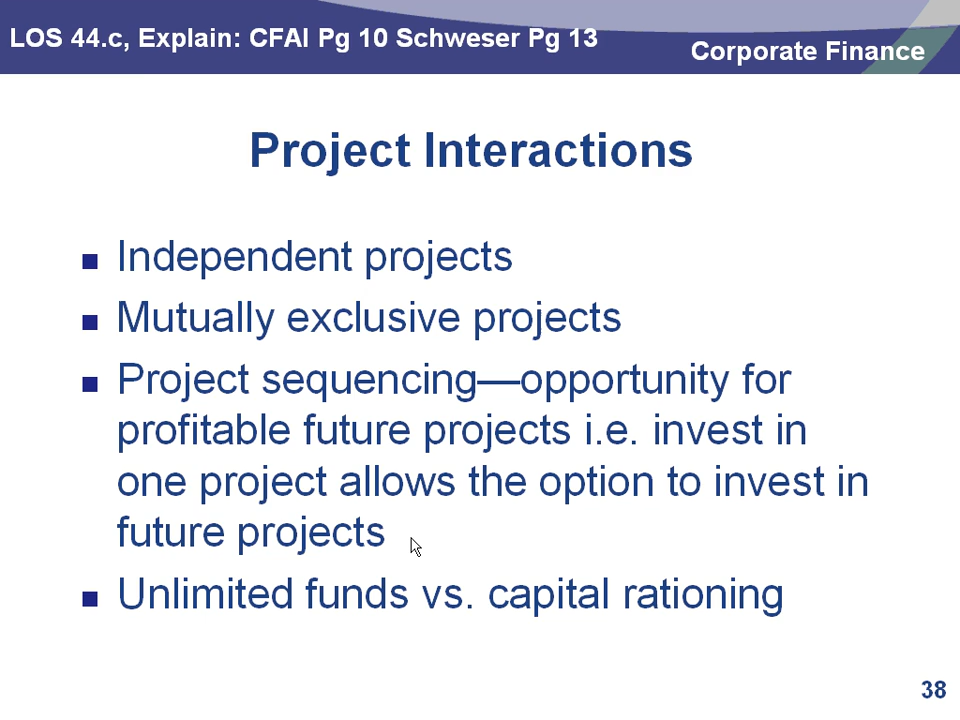 LOS 44.c, Explain: CFAI Pg 10 Schweser Pg 13
Corporate Finance
Project Interactions
Independent projects
Mutually exclusive projects
Project sequencing—opportunity for
profitable future projects i.e. invest in
one project allows the option to invest in
future projects
Unlimited funds vs. capital rationing
38